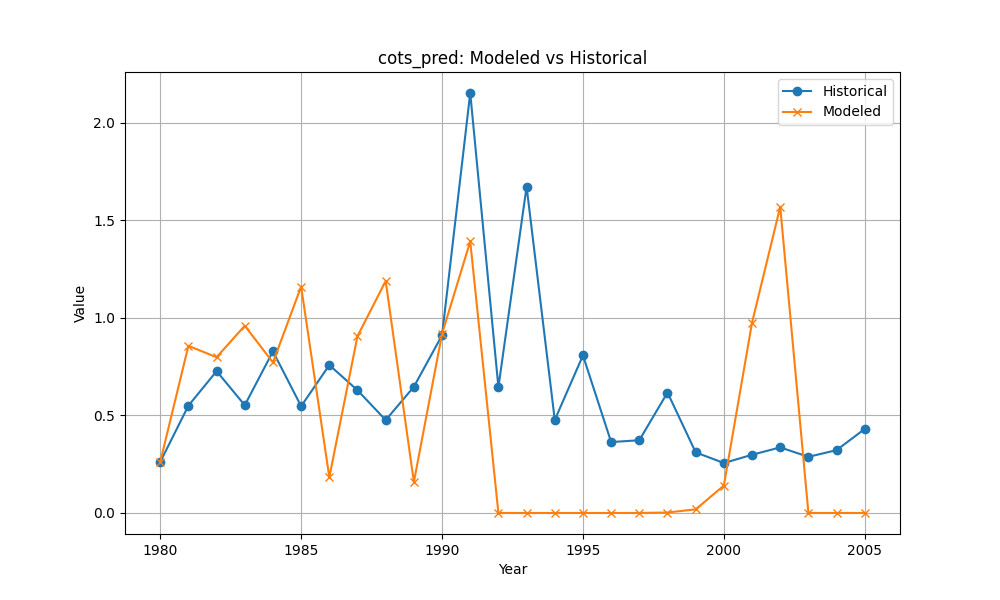 cots_pred: Modeled vs Historical
Historical
Modeled
Value
2.0
1.5
1.0
0.5
0.0
1980 1985 1990 1995 2000 2005
Year